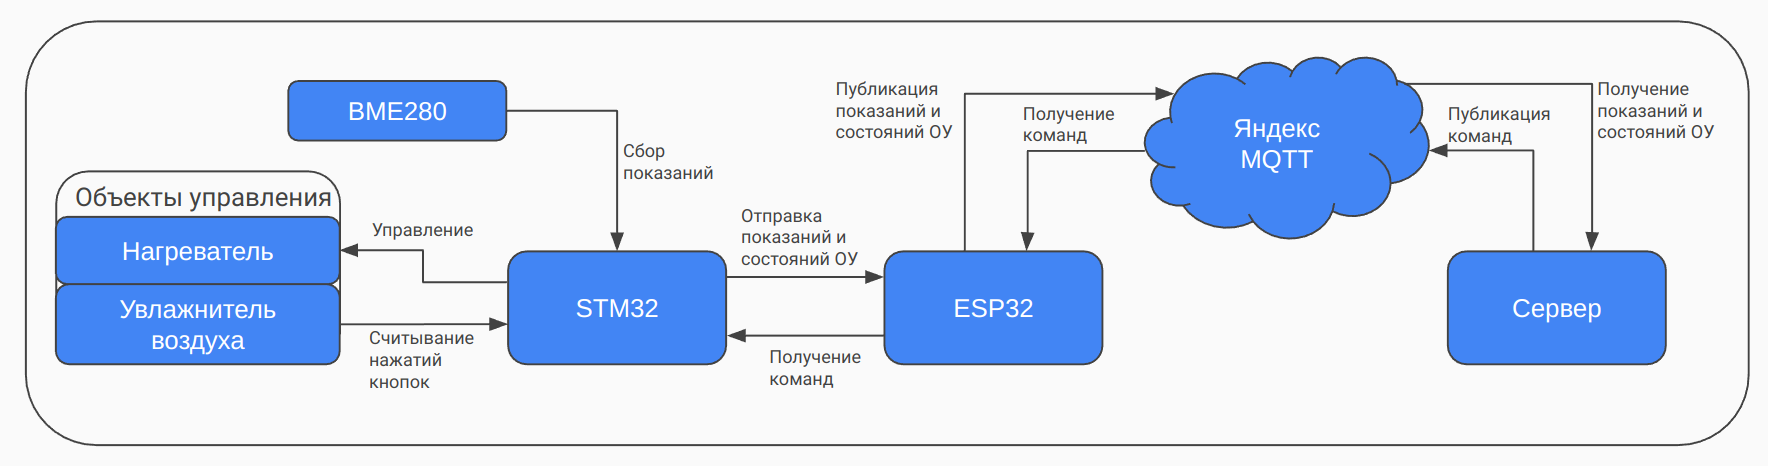 BME280
Сбор
показаний
Объекты управления
Нагреватель
Увлажнитель
воздуха
Управление
Считывание
нажатий
кнопок
STM32
Отправка
показаний и
состояний ОУ
Получение
команд
ESP32
Публикация
показаний и
состояний ОУ
Получение
команд
Яндекс
MQTT
Публикация
команд
Получение
показаний и
состояний ОУ
Сервер